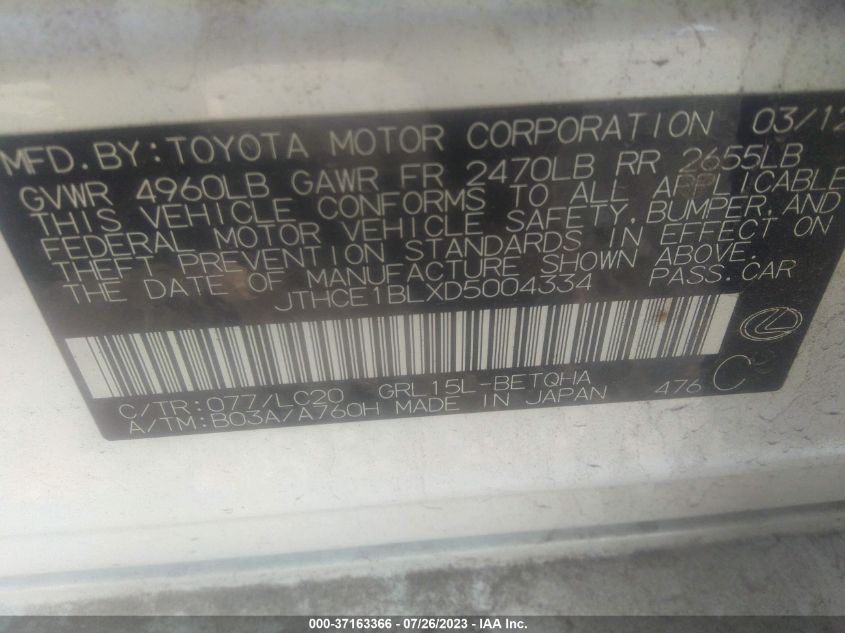 MFD. BY: TOYOTA MOTOR CORPORATION 03/12
GVWR 4960LB GAWR FR 2470LB RR 2655LB
THIS VEHICLE CONFORMS TO ALL APPLICABLE
FEDERAL MOTOR VEHICLE SAFETY, BUMPER, AND
THEFT PREVENTION STANDARDS IN EFFECT ON
THE DATE OF MANUFACTURE SHOWN ABOVE.
JTHCE1BLXD5004334 PASS. CAR
C/TR: 077/LC20 GRL15L-BETQHA 476 C
A/TM: B03A/A760H MADE IN JAPAN
000-37163366 / 07/26/2023 - IAA Inc.